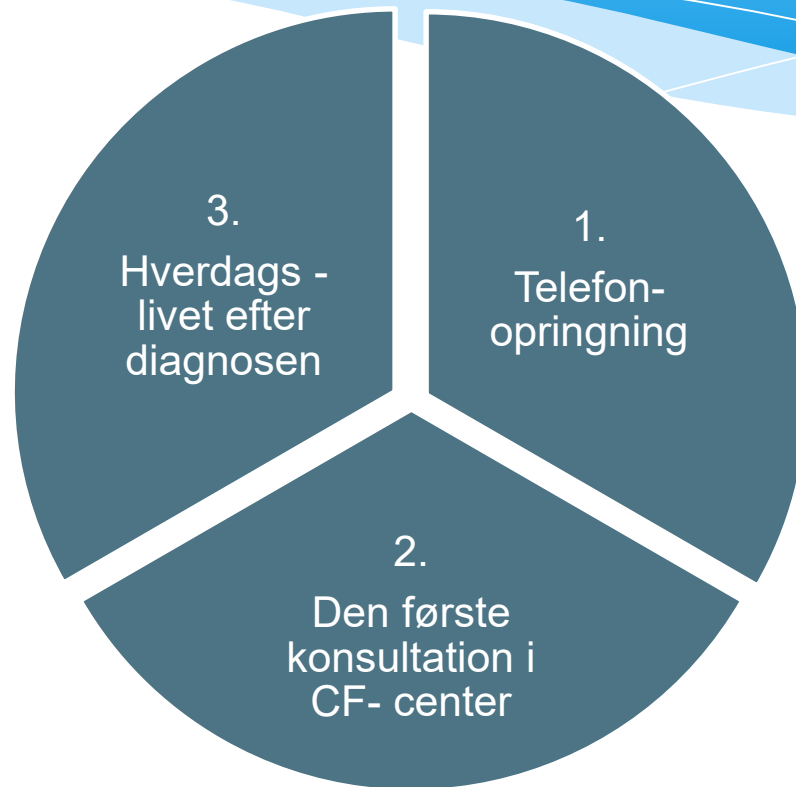 1.
Telefon-
opringning
2.
Den første
konsultation i
CF- center
3.
Hverdags -
livet efter
diagnosen